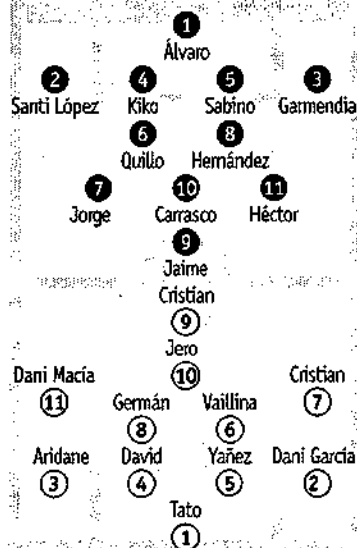 1
Álvaro
2 4 5 3
Santi López Kiko Sabino Garmendia
6 8
Quillo Hernández
7 10 11
Jorge Carrasco Héctor
9
Jaime
Cristian
9
Jero
10
Dani Macía Cristian
11 7
Germán Vaillina
8 6
Aridane David Yañez Dani García
3 4 5 2
Tato
1